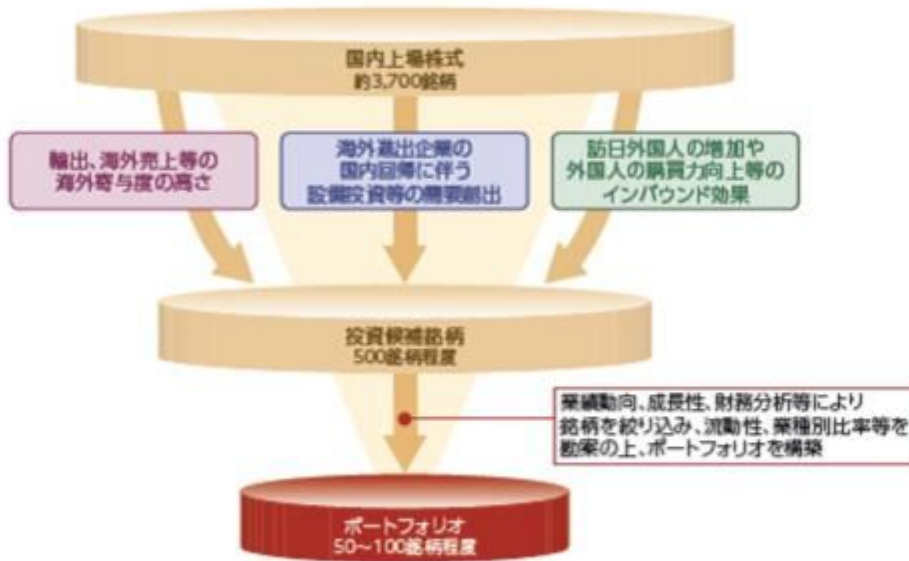 国内上場株式
約3,700銘柄
輸出、海外売上等の
海外寄与度の高さ
海外進出企業の
国内回帰に伴う
設備投資等の需要創出
訪日外国人の増加や
外国人の購買力向上等の
インバウンド効果
投資候補銘柄
500銘柄程度
業績動向、成長性、財務分析等により
銘柄を絞り込み、流動性、業種別比率等を
勘案の上、ポートフォリオを構築
ポートフォリオ
50～100銘柄程度